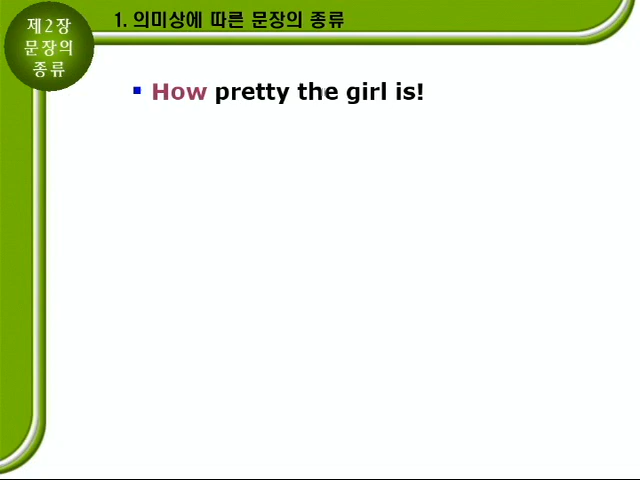 제2장
문장의
종류
1. 의미상에 따른 문장의 종류
▪ How pretty the girl is!